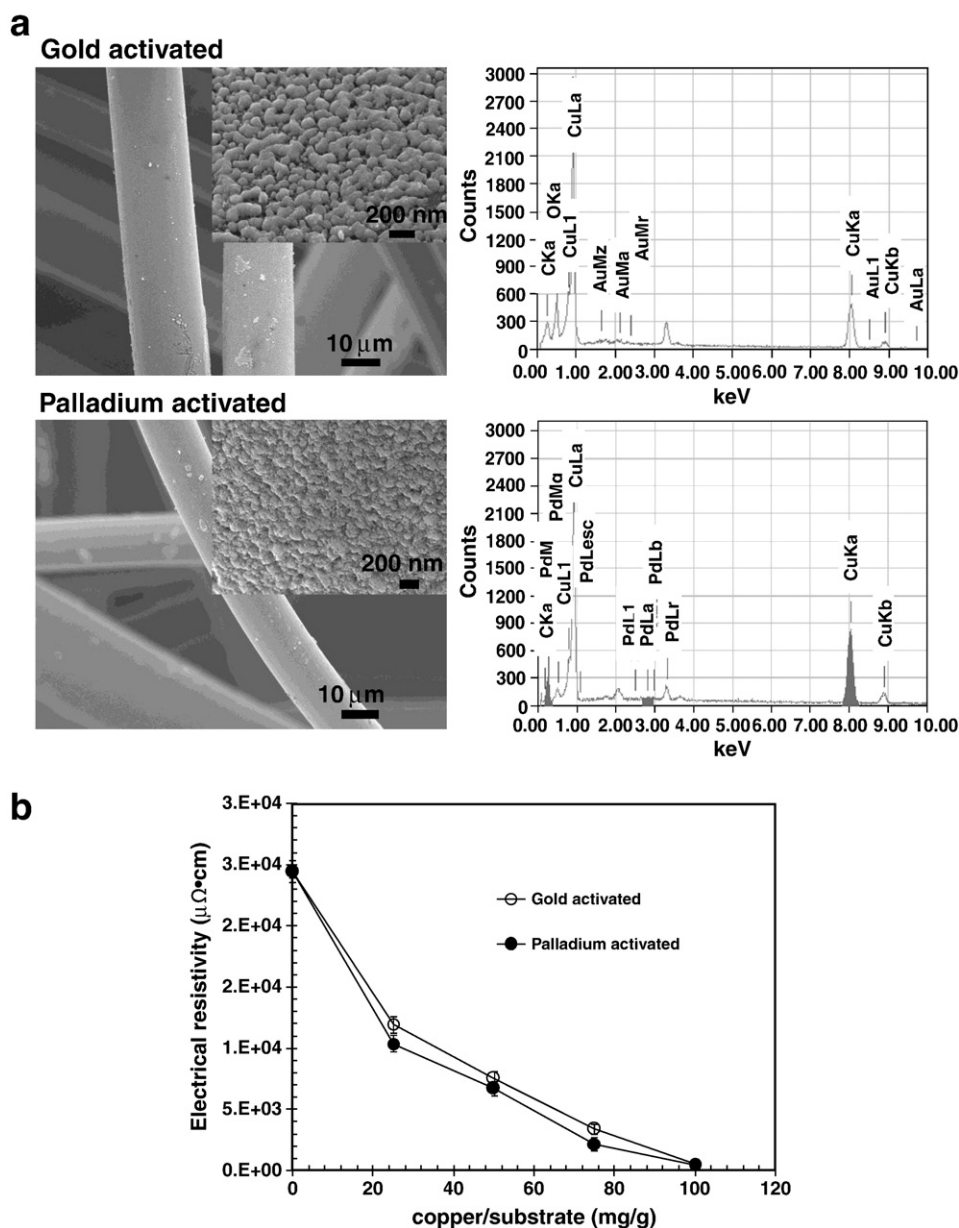 a
Gold activated
200 nm
10 μm
3000
2700
2400
2100
1800
1500
1200
900
600
300
0
Counts
CKa
OKa
CuL1
CuLa
AuMz
AuMa
AuMr
CuKa
AuL1
CuKb
AuLa
0.00 1.00 2.00 3.00 4.00 5.00 6.00 7.00 8.00 9.00 10.00
keV
Palladium activated
200 nm
10 μm
3000
2700
2400
2100
1800
1500
1200
900
600
300
0
Counts
CKa
PdM
PdMα
CuL1
CuLa
PdLesc
PdL1
PdLa
PdLb
PdLr
CuKa
CuKb
0.00 1.00 2.00 3.00 4.00 5.00 6.00 7.00 8.00 9.00 10.00
keV
b
3.E+04
3.E+04
2.E+04
2.E+04
1.E+04
5.E+03
0.E+00
Electrical resistivity (μΩ•cm)
Gold activated
Palladium activated
0 20 40 60 80 100 120
copper/substrate (mg/g)